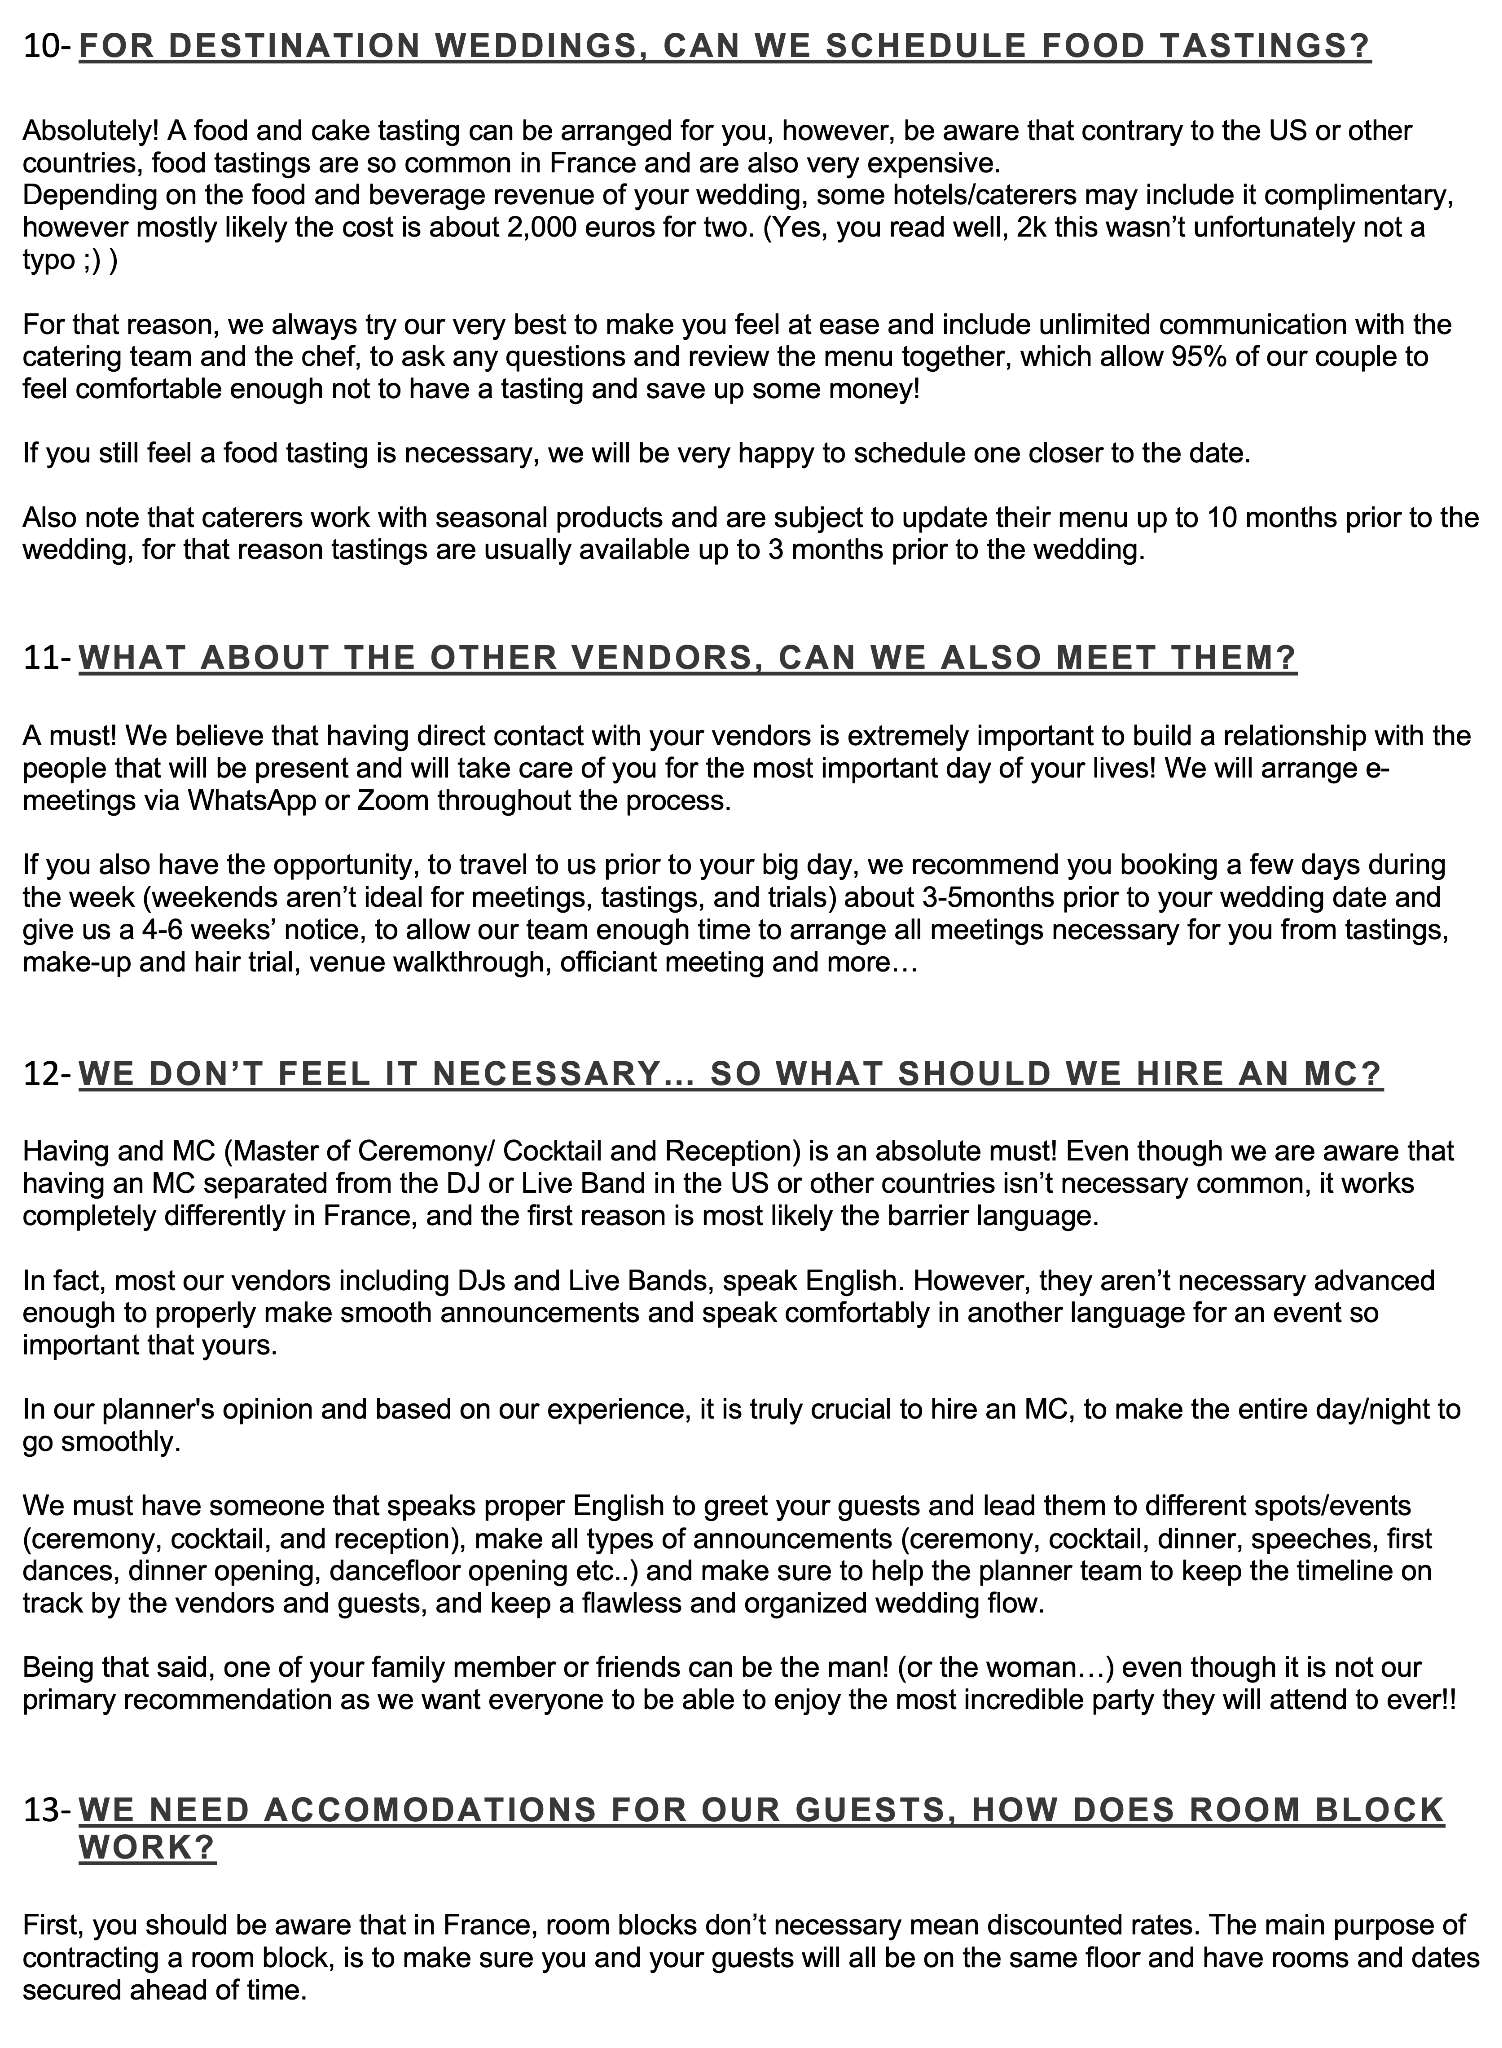 10- FOR DESTINATION WEDDINGS, CAN WE SCHEDULE FOOD TASTINGS?
Absolutely! A food and cake tasting can be arranged for you, however, be aware that contrary to the US or other
countries, food tastings are so common in France and are also very expensive.
Depending on the food and beverage revenue of your wedding, some hotels/caterers may include it complimentary,
however mostly likely the cost is about 2,000 euros for two. (Yes, you read well, 2k this wasn’t unfortunately not a
typo ;) )
For that reason, we always try our very best to make you feel at ease and include unlimited communication with the
catering team and the chef, to ask any questions and review the menu together, which allow 95% of our couple to
feel comfortable enough not to have a tasting and save up some money!
If you still feel a food tasting is necessary, we will be very happy to schedule one closer to the date.
Also note that caterers work with seasonal products and are subject to update their menu up to 10 months prior to the
wedding, for that reason tastings are usually available up to 3 months prior to the wedding.
11- WHAT ABOUT THE OTHER VENDORS, CAN WE ALSO MEET THEM?
A must! We believe that having direct contact with your vendors is extremely important to build a relationship with the
people that will be present and will take care of you for the most important day of your lives! We will arrange e-
meetings via WhatsApp or Zoom throughout the process.
If you also have the opportunity, to travel to us prior to your big day, we recommend you booking a few days during
the week (weekends aren’t ideal for meetings, tastings, and trials) about 3-5months prior to your wedding date and
give us a 4-6 weeks’ notice, to allow our team enough time to arrange all meetings necessary for you from tastings,
make-up and hair trial, venue walkthrough, officiant meeting and more…
12- WE DON’T FEEL IT NECESSARY… SO WHAT SHOULD WE HIRE AN MC?
Having and MC (Master of Ceremony/ Cocktail and Reception) is an absolute must! Even though we are aware that
having an MC separated from the DJ or Live Band in the US or other countries isn’t necessary common, it works
completely differently in France, and the first reason is most likely the barrier language.
In fact, most our vendors including DJs and Live Bands, speak English. However, they aren’t necessary advanced
enough to properly make smooth announcements and speak comfortably in another language for an event so
important that yours.
In our planner's opinion and based on our experience, it is truly crucial to hire an MC, to make the entire day/night to
go smoothly.
We must have someone that speaks proper English to greet your guests and lead them to different spots/events
(ceremony, cocktail, and reception), make all types of announcements (ceremony, cocktail, dinner, speeches, first
dances, dinner opening, dancefloor opening etc..) and make sure to help the planner team to keep the timeline on
track by the vendors and guests, and keep a flawless and organized wedding flow.
Being that said, one of your family member or friends can be the man! (or the woman…) even though it is not our
primary recommendation as we want everyone to be able to enjoy the most incredible party they will attend to ever!!
13- WE NEED ACCOMODATIONS FOR OUR GUESTS, HOW DOES ROOM BLOCK
WORK?
First, you should be aware that in France, room blocks don’t necessary mean discounted rates. The main purpose of
contracting a room block, is to make sure you and your guests will all be on the same floor and have rooms and dates
secured ahead of time.